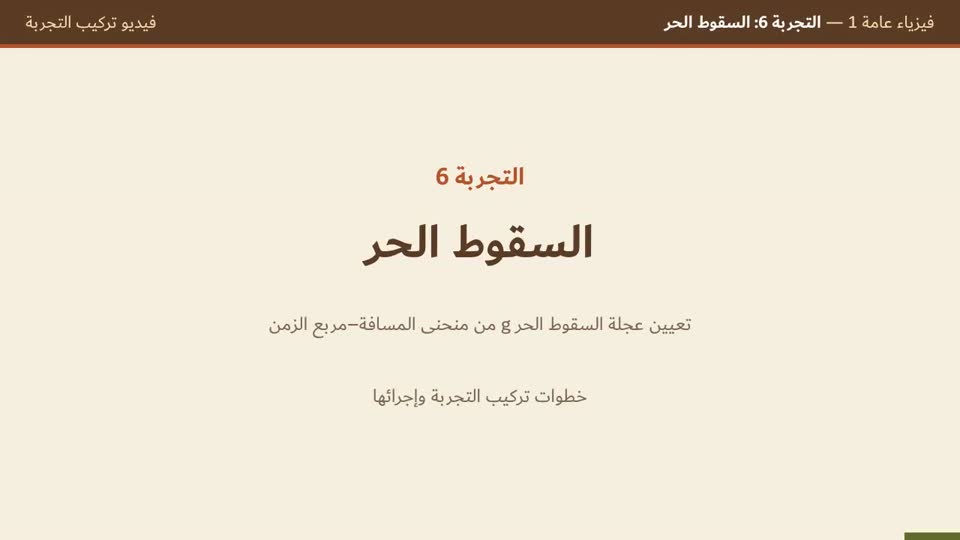 فيزياء عامة 1 — التجربة 6: السقوط الحر
فيديو تركيب التجربة
التجربة 6
السقوط الحر
تعيين عجلة السقوط الحر g من منحنى المسافة–مربع الزمن
خطوات تركيب التجربة وإجرائها